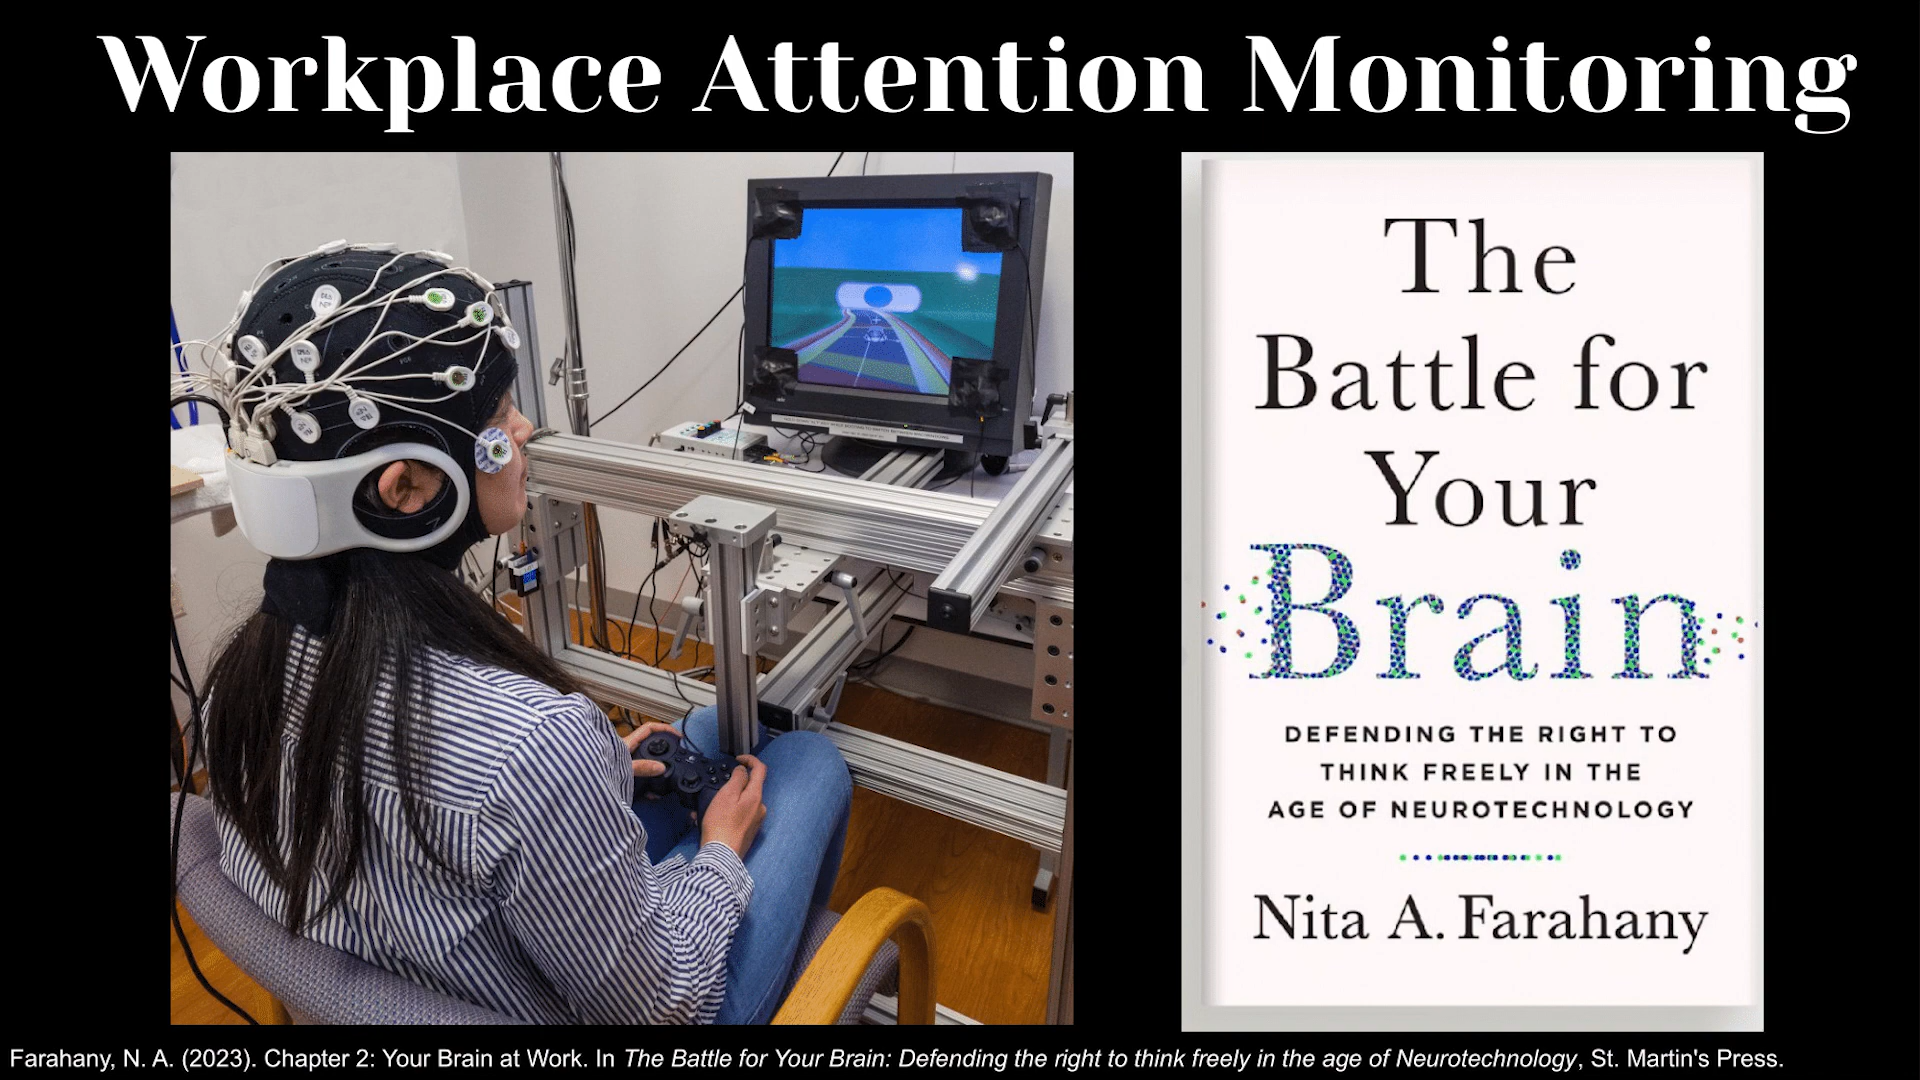 Workplace Attention Monitoring
The
Battle for
Your
Brain
DEFENDING THE RIGHT TO
THINK FREELY IN THE
AGE OF NEUROTECHNOLOGY
Nita A. Farahany
Farahany, N. A. (2023). Chapter 2: Your Brain at Work. In The Battle for Your Brain: Defending the right to think freely in the age of Neurotechnology, St. Martin's Press.